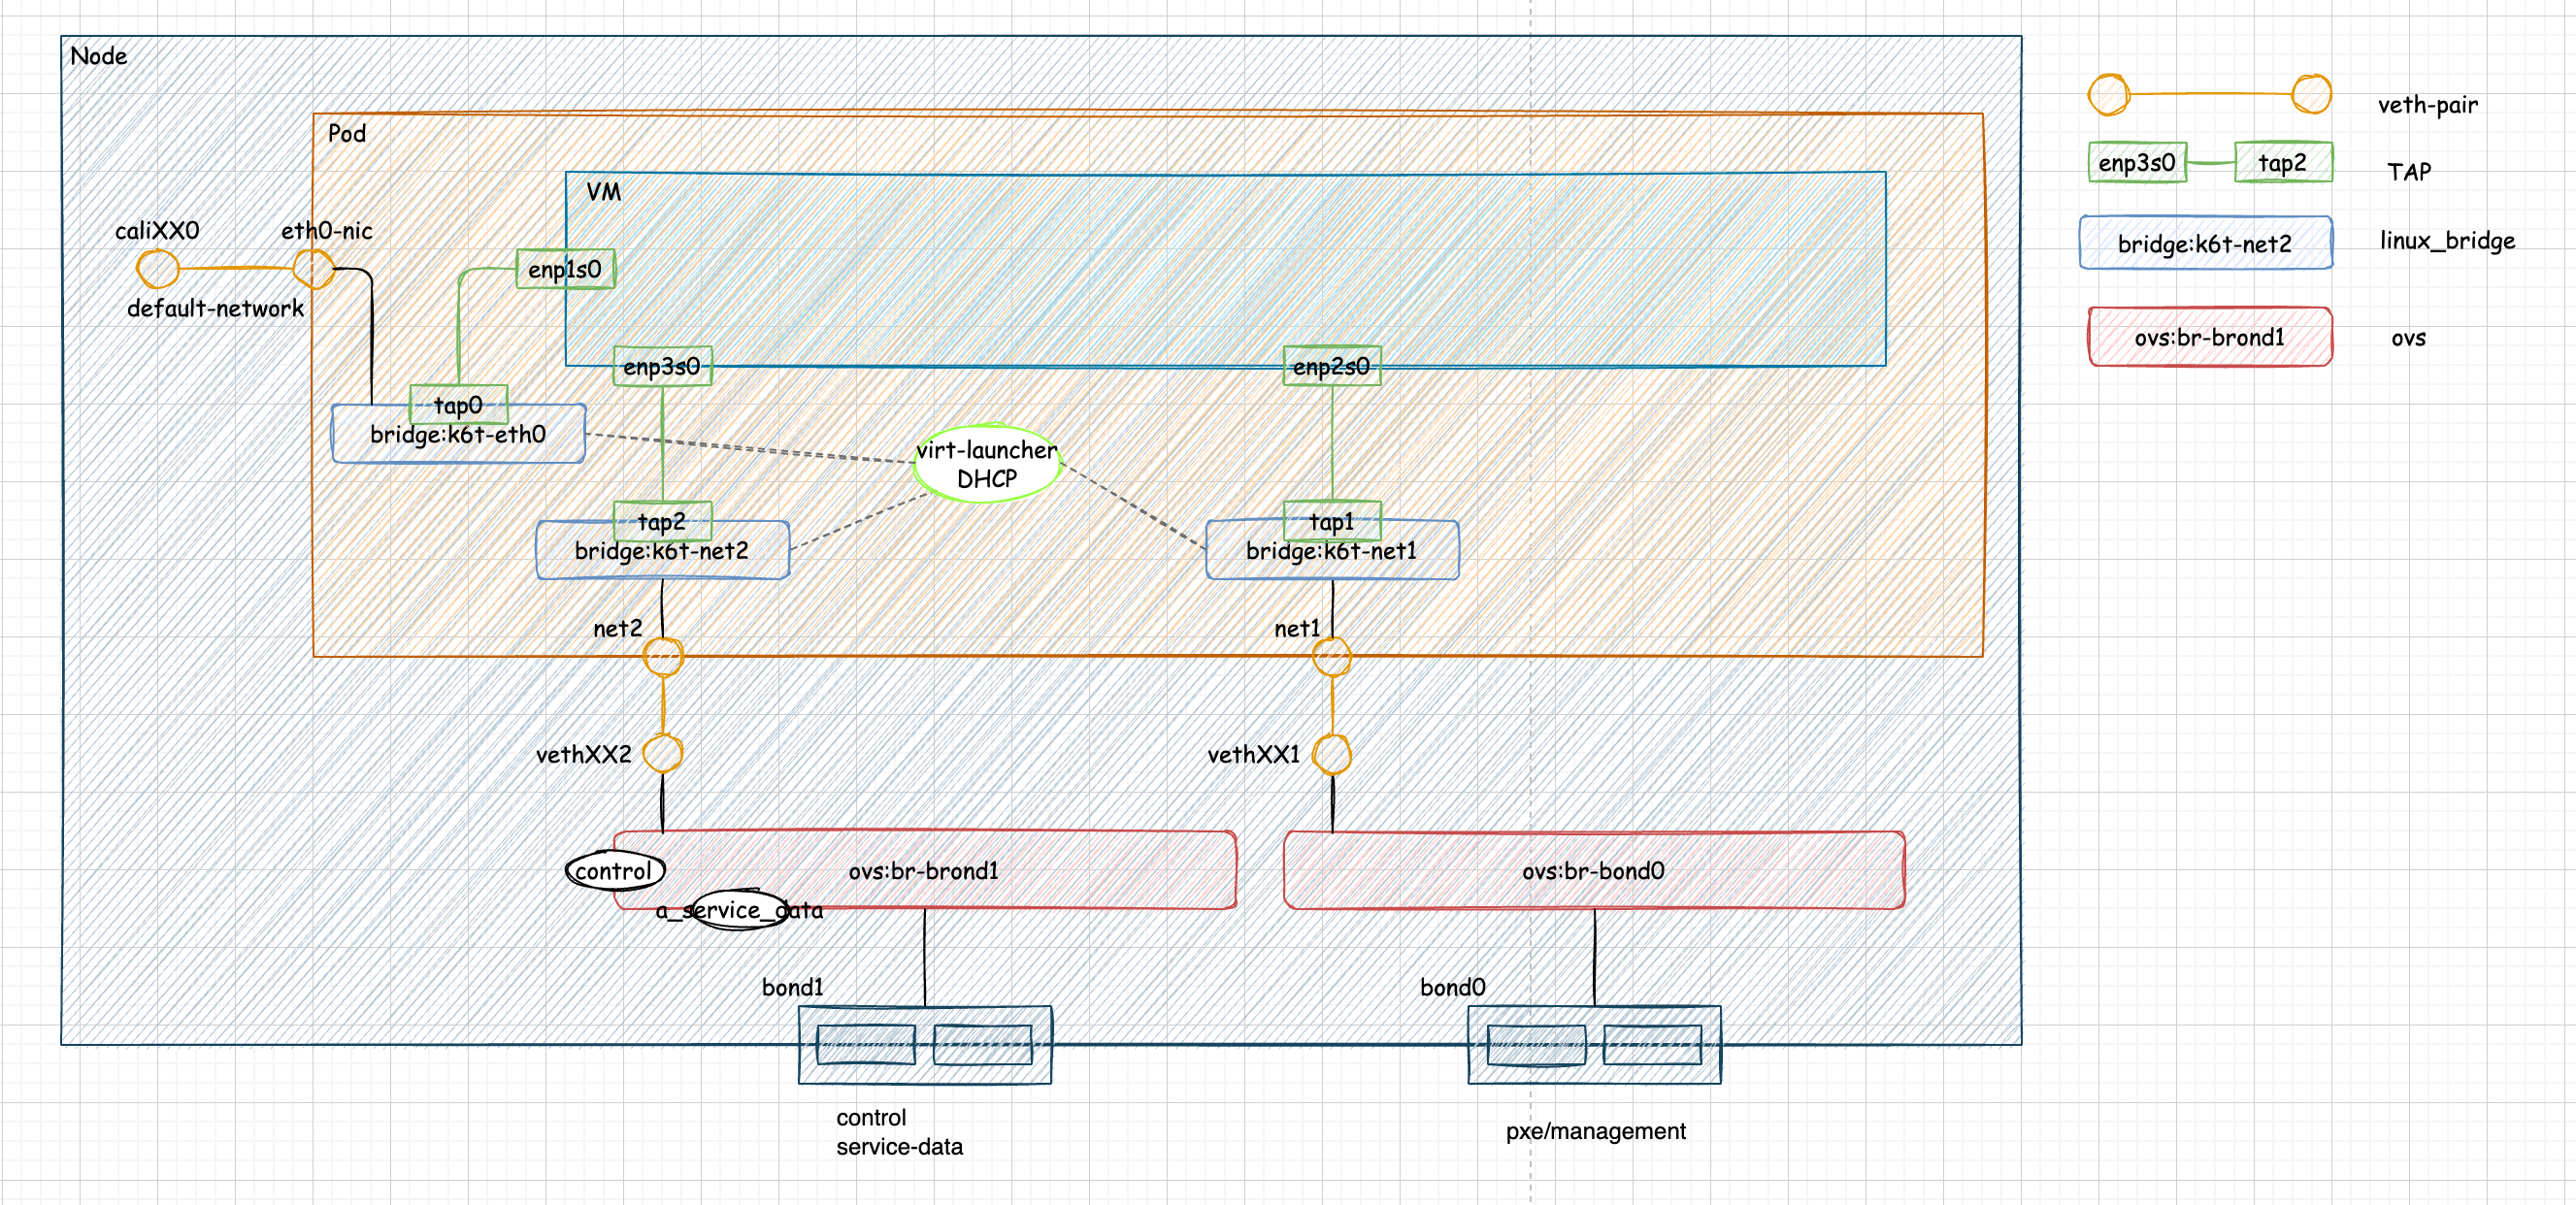 Node
Pod
VM
caliXX0
eth0-nic
default-network
enp1s0
enp3s0
enp2s0
tap0
bridge:k6t-eth0
virt-launcher
DHCP
tap2
bridge:k6t-net2
tap1
bridge:k6t-net1
net2
net1
vethXX2
vethXX1
control
ovs:br-brond1
a_service_data
ovs:br-bond0
bond1
bond0
control
service-data
pxe/management
veth-pair
enp3s0
tap2
TAP
bridge:k6t-net2
linux_bridge
ovs:br-brond1
ovs